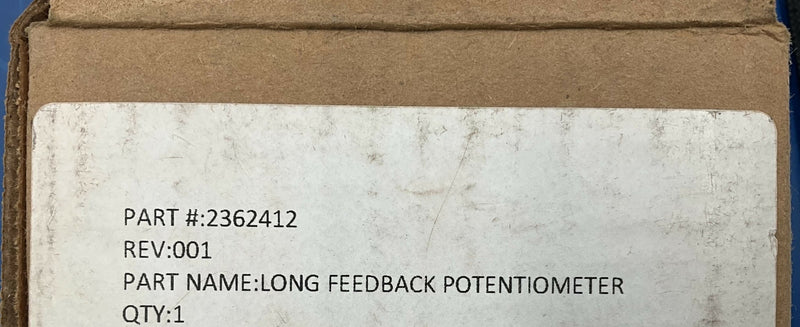 PART #:2362412
REV:001
PART NAME:LONG FEEDBACK POTENTIOMETER
QTY:1